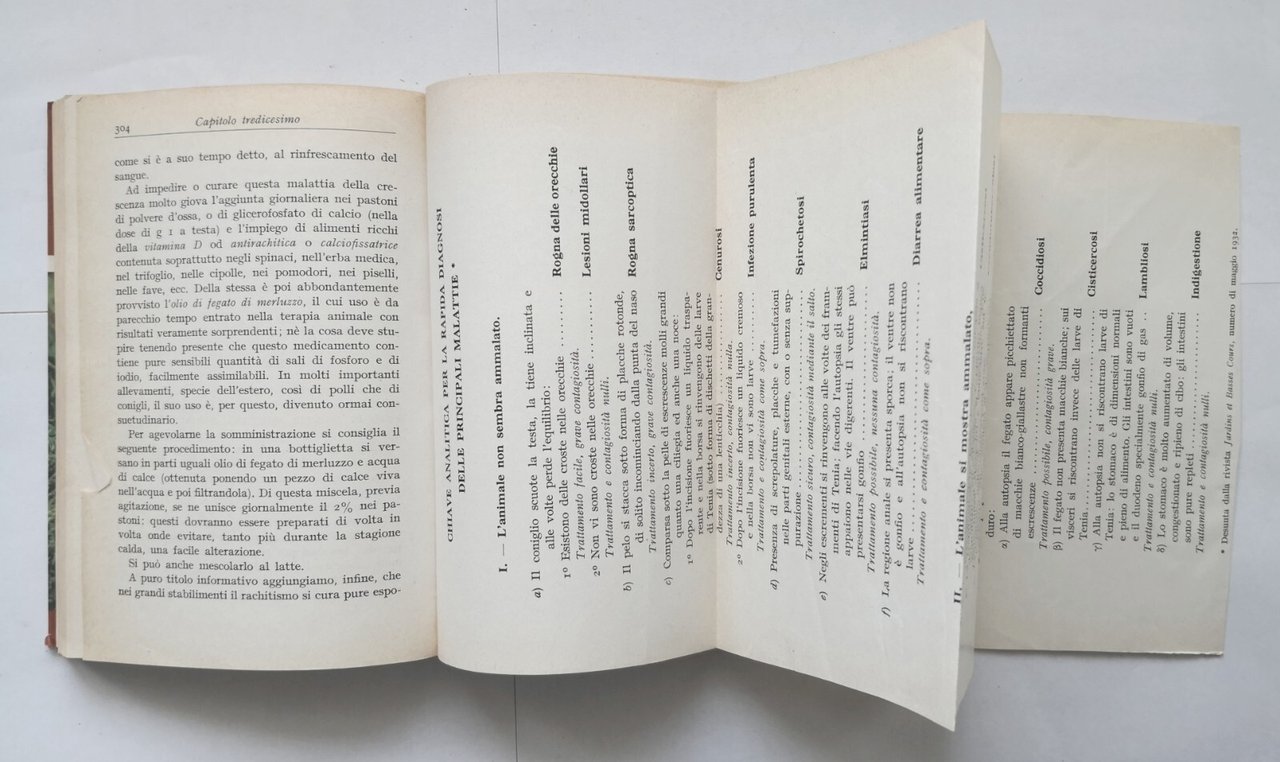 304
Capitolo tredicesimo
come si è a suo tempo detto, al rinfrescamento del
sangue.
Ad impedire o curare questa malattia della cre-
scenza molto giova l'aggiunta giornaliera nei pastoni
di polvere d'ossa, o di glicerofosfato di calcio (nella
dose di g 1 a testa) e l'impiego di alimenti ricchi
della vitamina D od antirachitica o calciofissatrice
contenuta soprattutto negli spinaci, nell'erba medica,
nel trifoglio, nelle cipolle, nei pomodori, nei piselli,
nelle fave, ecc. Della stessa è poi abbondantemente
provvisto l'olio di fegato di merluzzo, il cui uso è da
parecchio tempo entrato nella terapia animale con
risultati veramente sorprendenti; nè la cosa deve stu-
pire tenendo presente che questo medicamento con-
tiene pure sensibili quantità di sali di fosforo e di
iodio, facilmente assimilabili. In molti importanti
allevamenti, specie dell'estero, così di polli che di
conigli, il suo uso è, per questo, divenuto ormai con-
suetudinario.
Per agevolarne la somministrazione si consiglia il
seguente procedimento: in una bottiglietta si ver-
sano in parti uguali olio di fegato di merluzzo e acqua
di calce (ottenuta ponendo un pezzo di calce viva
nell'acqua e poi filtrandola). Di questa miscela, previa
agitazione, se ne unisce giornalmente il 2% nei pa-
stoni: questi dovranno essere preparati di volta in
volta onde evitare, tanto più durante la stagione
calda, una facile alterazione.
Si può anche mescolarlo al latte.
A puro titolo informativo aggiungiamo, infine, che
nei grandi stabilimenti il rachitismo si cura pure espo-
CHIAVE ANALITICA PER LA RAPIDA DIAGNOSI
DELLE PRINCIPALI MALATTIE *
I. — L'animale non sembra ammalato.
a) Il coniglio scuote la testa, la tiene inclinata e
alle volte perde l'equilibrio:
1º Esistono delle croste nelle orecchie .......... Rogna delle orecchie
Trattamento facile, grave contagiosità.
2º Non vi sono croste nelle orecchie .......... Lesioni midollari
Trattamento e contagiosità nulli.
b) Il pelo si stacca sotto forma di placche rotonde,
di solito incominciando dalla punta del naso Rogna sarcoptica
Trattamento incerto, grave contagiosità.
c) Comparsa sotto la pelle di escrescenze molli grandi
quanto una ciliegia ed anche una noce:
1º Dopo l'incisione fuoriesce un liquido traspa-
rente e nella borsa si rinvengono delle larve
di Tenia (sotto forma di dischetti della gran-
dezza di una lenticchia) .......... Cenurosi
Trattamento incerto, contagiosità nulla.
2º Dopo l'incisione fuoriesce un liquido cremoso
e nella borsa non vi sono larve .......... Infezione purulenta
Trattamento e contagiosità come sopra.
d) Presenza di screpolature, placche e tumefazioni
nelle parti genitali esterne, con o senza sup-
purazione .......... Spirochetosi
Trattamento sicuro, contagiosità mediante il salto.
e) Negli escrementi si rinvengono alle volte dei fram-
menti di Tenia; facendo l'autopsia gli stessi
appaiono nelle vie digerenti. Il ventre può
presentarsi gonfio .......... Elmintiasi
Trattamento possibile, nessuna contagiosità.
f) La regione anale si presenta sporca; il ventre non
è gonfio e all'autopsia non si riscontrano
larve .......... Diarrea alimentare
Trattamento e contagiosità come sopra.
II. — L'animale si mostra ammalato,
duro:
α) Alla autopsia il fegato appare picchiettato
di macchie bianco-giallastre non formanti
escrescenze .......... Coccidiosi
Trattamento possibile, contagiosità grave.
β) Il fegato non presenta macchie bianche; sui
visceri si riscontrano invece delle larve di
Tenia .......... Cisticercosi
γ) Alla autopsia non si riscontrano larve di
Tenia; lo stomaco è di dimensioni normali
e pieno di alimento. Gli intestini sono vuoti
e il duodeno specialmente gonfio di gas .. Lambliosi
Trattamento e contagiosità nulli.
δ) Lo stomaco è molto aumentato di volume,
congestionato ripieno di cibo; gli intestini
sono pure repleti .......... Indigestione
Trattamento e contagiosità nulli.
* Desunta dalla rivista Jardins et Basses Cours, numero di maggio 1932.